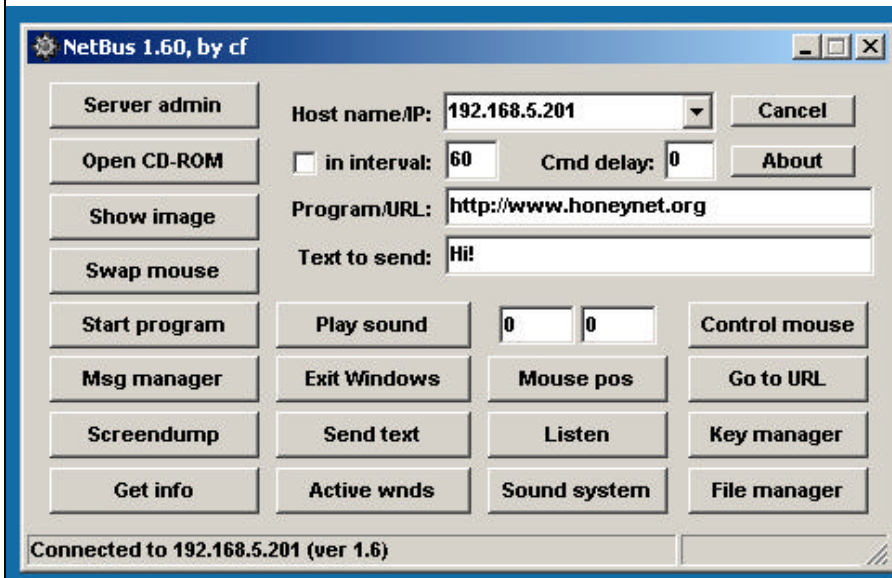 NetBus 1.60, by cf
Server admin
Host name/IP: 192.168.5.201 Cancel
Open CD-ROM
in interval: 60 Cmd delay: 0 About
Show image
Program/URL: http://www.honeynet.org
Swap mouse
Text to send: Hi!
Start program Play sound 0 0 Control mouse
Msg manager Exit Windows Mouse pos Go to URL
Screendump Send text Listen Key manager
Get info Active wnds Sound system File manager
Connected to 192.168.5.201 (ver 1.6)